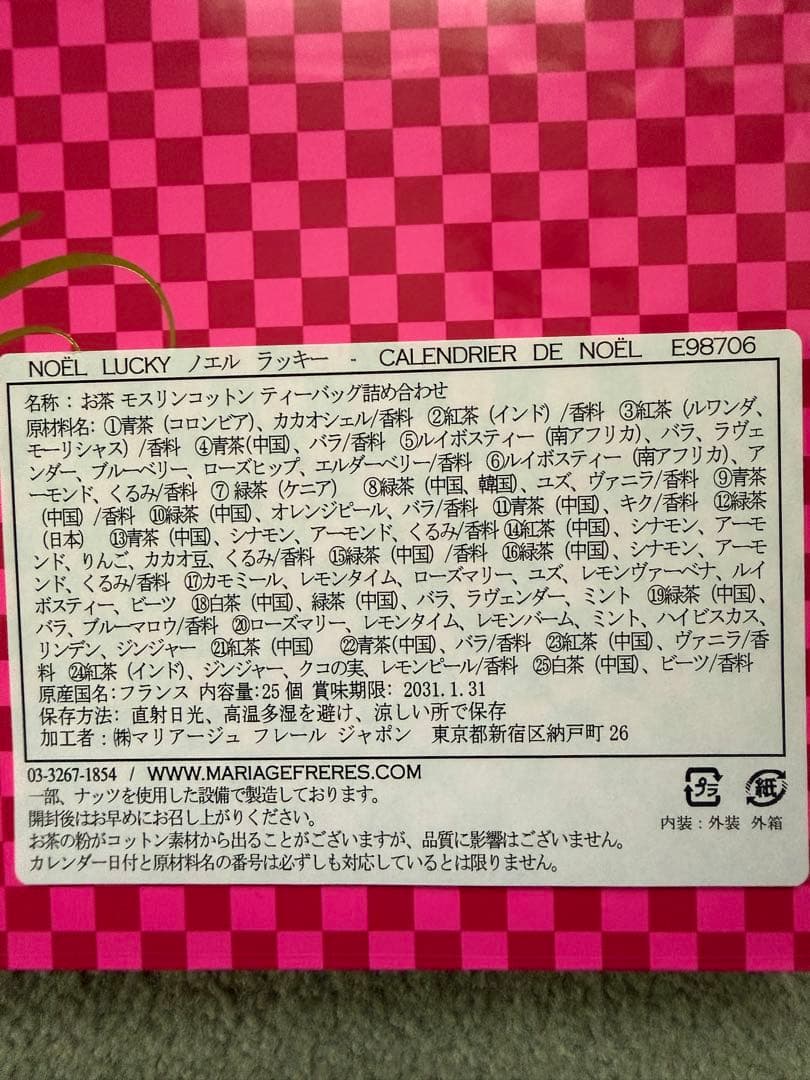 NOËL LUCKY ノエル ラッキー - CALENDRIER DE NOËL E98706
名称：お茶 モスリンコットン ティーバッグ詰め合わせ
原材料名：①青茶（コロンビア）、カカオシェル/香料 ②紅茶（インド）/香料 ③紅茶（ルワンダ、
モーリシャス）/香料 ④青茶(中国）、バラ/香料 ⑤ルイボスティー（南アフリカ）、バラ、ラヴェ
ンダー、ブルーベリー、ローズヒップ、エルダーベリー/香料 ⑥ルイボスティー（南アフリカ）、ア
ーモンド、くるみ/香料 ⑦ 緑茶（ケニア） ⑧緑茶（中国、韓国）、ユズ、ヴァニラ/香料 ⑨青茶
（中国）/香料 ⑩緑茶（中国）、オレンジピール、バラ/香料 ⑪青茶（中国）、キク/香料 ⑫緑茶
（日本） ⑬青茶（中国）、シナモン、アーモンド、くるみ/香料 ⑭紅茶（中国）、シナモン、アーモ
ンド、りんご、カカオ豆、くるみ/香料 ⑮緑茶（中国）/香料 ⑯緑茶（中国）、シナモン、アーモ
ンド、くるみ/香料 ⑰カモミール、レモンタイム、ローズマリー、ユズ、レモンヴァーベナ、ルイ
ボスティー、ビーツ ⑱白茶（中国）、緑茶（中国）、バラ、ラヴェンダー、ミント ⑲緑茶（中国）、
バラ、ブルーマロウ/香料 ⑳ローズマリー、レモンタイム、レモンバーム、ミント、ハイビスカス、
リンデン、ジンジャー ㉑紅茶（中国） ㉒青茶(中国）、バラ/香料 ㉓紅茶（中国）、ヴァニラ/香
料 ㉔紅茶（インド）、ジンジャー、クコの実、レモンピール/香料 ㉕白茶（中国）、ビーツ/香料
原産国名：フランス 内容量：25個 賞味期限：2031.1.31
保存方法：直射日光、高温多湿を避け、涼しい所で保存
加工者：㈱マリアージュ フレール ジャポン 東京都新宿区納戸町26
03-3267-1854 / WWW.MARIAGEFRERES.COM
一部、ナッツを使用した設備で製造しております。
開封後はお早めにお召し上がりください。
お茶の粉がコットン素材から出ることがございますが、品質に影響はございません。
カレンダー日付と原材料名の番号は必ずしも対応しているとは限りません。
プラ 紙
内装：外装 外箱